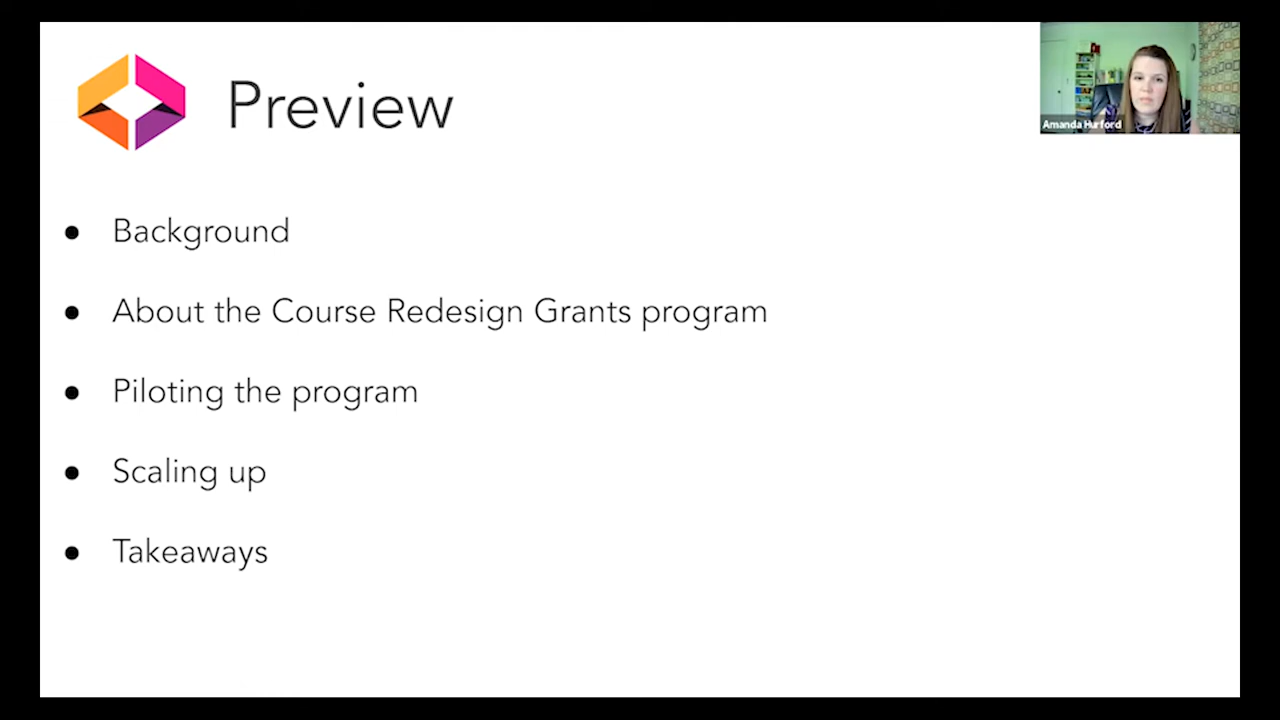 Preview
Amanda Hurford
● Background
● About the Course Redesign Grants program
● Piloting the program
● Scaling up
● Takeaways